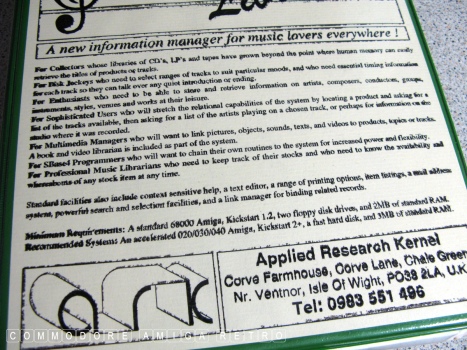 A new information manager for music lovers everywhere !
For Collectors whose libraries of CD's, LP's and tapes have grown beyond the point where human memory can easily
retrieve the titles of products or tracks.
For Disk Jockeys who need to select ranges of tracks to suit particular moods, and who need essential timing information
for each track so they can talk over any quiet introduction or ending.
For Enthusiasts who need to be able to store and retrieve information on artists, composers, conductors, groups,
instruments, styles, venues and works at their leisure.
For Sophisticated Users who will stretch the relational capabilities of the system by locating a product and asking for a
list of the tracks available, then asking for a list of the artists playing on a chosen track, or perhaps for information on the
studio where it was recorded.
For Multimedia Managers who will want to link pictures, objects, sounds, texts, and videos to products, topics or tracks.
A book and video librarian is included as part of the system.
For Programmers who will want to chain their own routines to the system for increased power and flexibility.
For Professional Music Librarians who need to keep track of their stocks and who need to know the availability and
whereabouts of any stock item at any time.
Standard facilities also include context sensitive help, a text editor, a range of printing options, item listings, a mail address
system, powerful search and selection facilities, and a link manager for binding related records.
Minimum Requirements: A standard 68000 Amiga, Kickstart 1.2, two floppy disk drives, and 2MB of standard RAM.
Recommended System: An accelerated 020/030/040 Amiga, Kickstart 2+, a fast hard disk, and 3MB of standard RAM.
ark
Applied Research Kernel
Corve Farmhouse, Corve Lane, Chale Green
Nr. Ventnor, Isle Of Wight, PO38 2LA, U.K
Tel: 0983 551 496
COMMODORE AMIGA RETRO